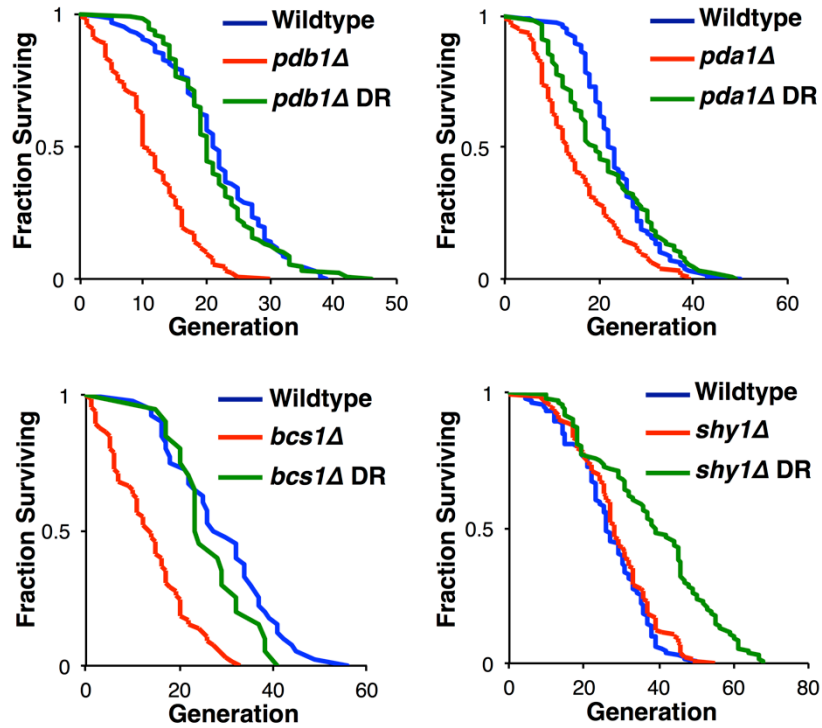 Fraction Surviving
1
0.5
0
0 10 20 30 40 50
Generation
Wildtype
pdb1Δ
pdb1Δ DR
Fraction Surviving
1
0.5
0
0 20 40 60
Generation
Wildtype
pda1Δ
pda1Δ DR
Fraction Surviving
1
0.5
0
0 20 40 60
Generation
Wildtype
bcs1Δ
bcs1Δ DR
Fraction Surviving
1
0.5
0
0 20 40 60 80
Generation
Wildtype
shy1Δ
shy1Δ DR